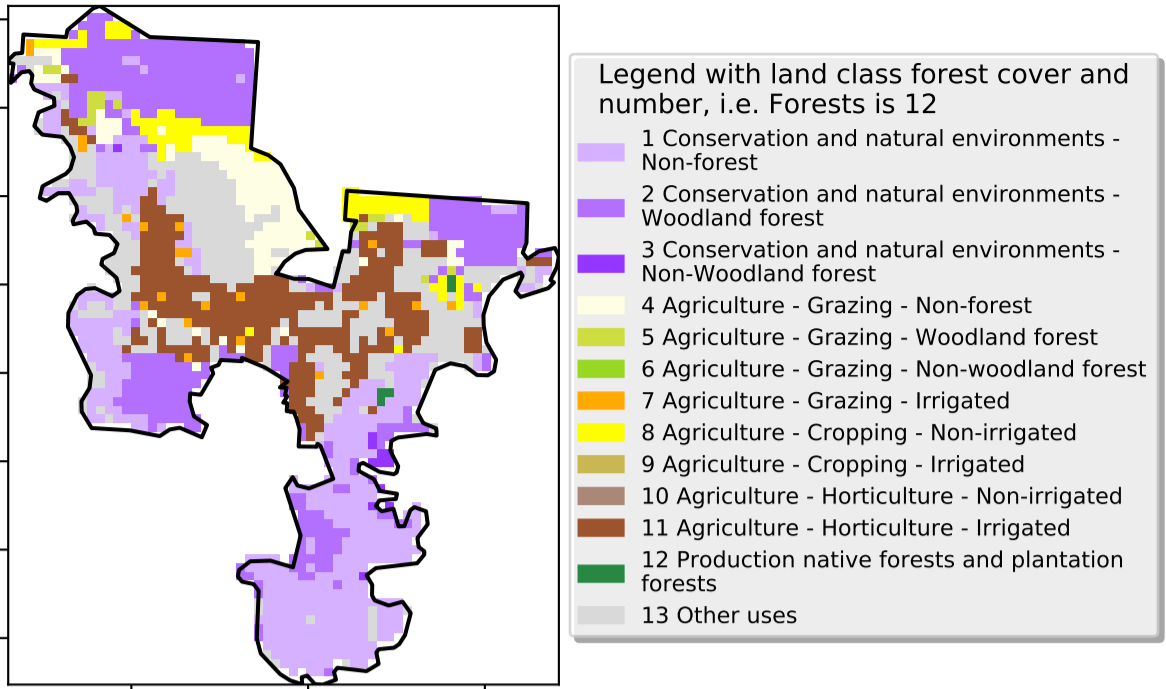 Legend with land class forest cover and
number, i.e. Forests is 12
1 Conservation and natural environments -
Non-forest
2 Conservation and natural environments -
Woodland forest
3 Conservation and natural environments -
Non-Woodland forest
4 Agriculture - Grazing - Non-forest
5 Agriculture - Grazing - Woodland forest
6 Agriculture - Grazing - Non-woodland forest
7 Agriculture - Grazing - Irrigated
8 Agriculture - Cropping - Non-irrigated
9 Agriculture - Cropping - Irrigated
10 Agriculture - Horticulture - Non-irrigated
11 Agriculture - Horticulture - Irrigated
12 Production native forests and plantation
forests
13 Other uses